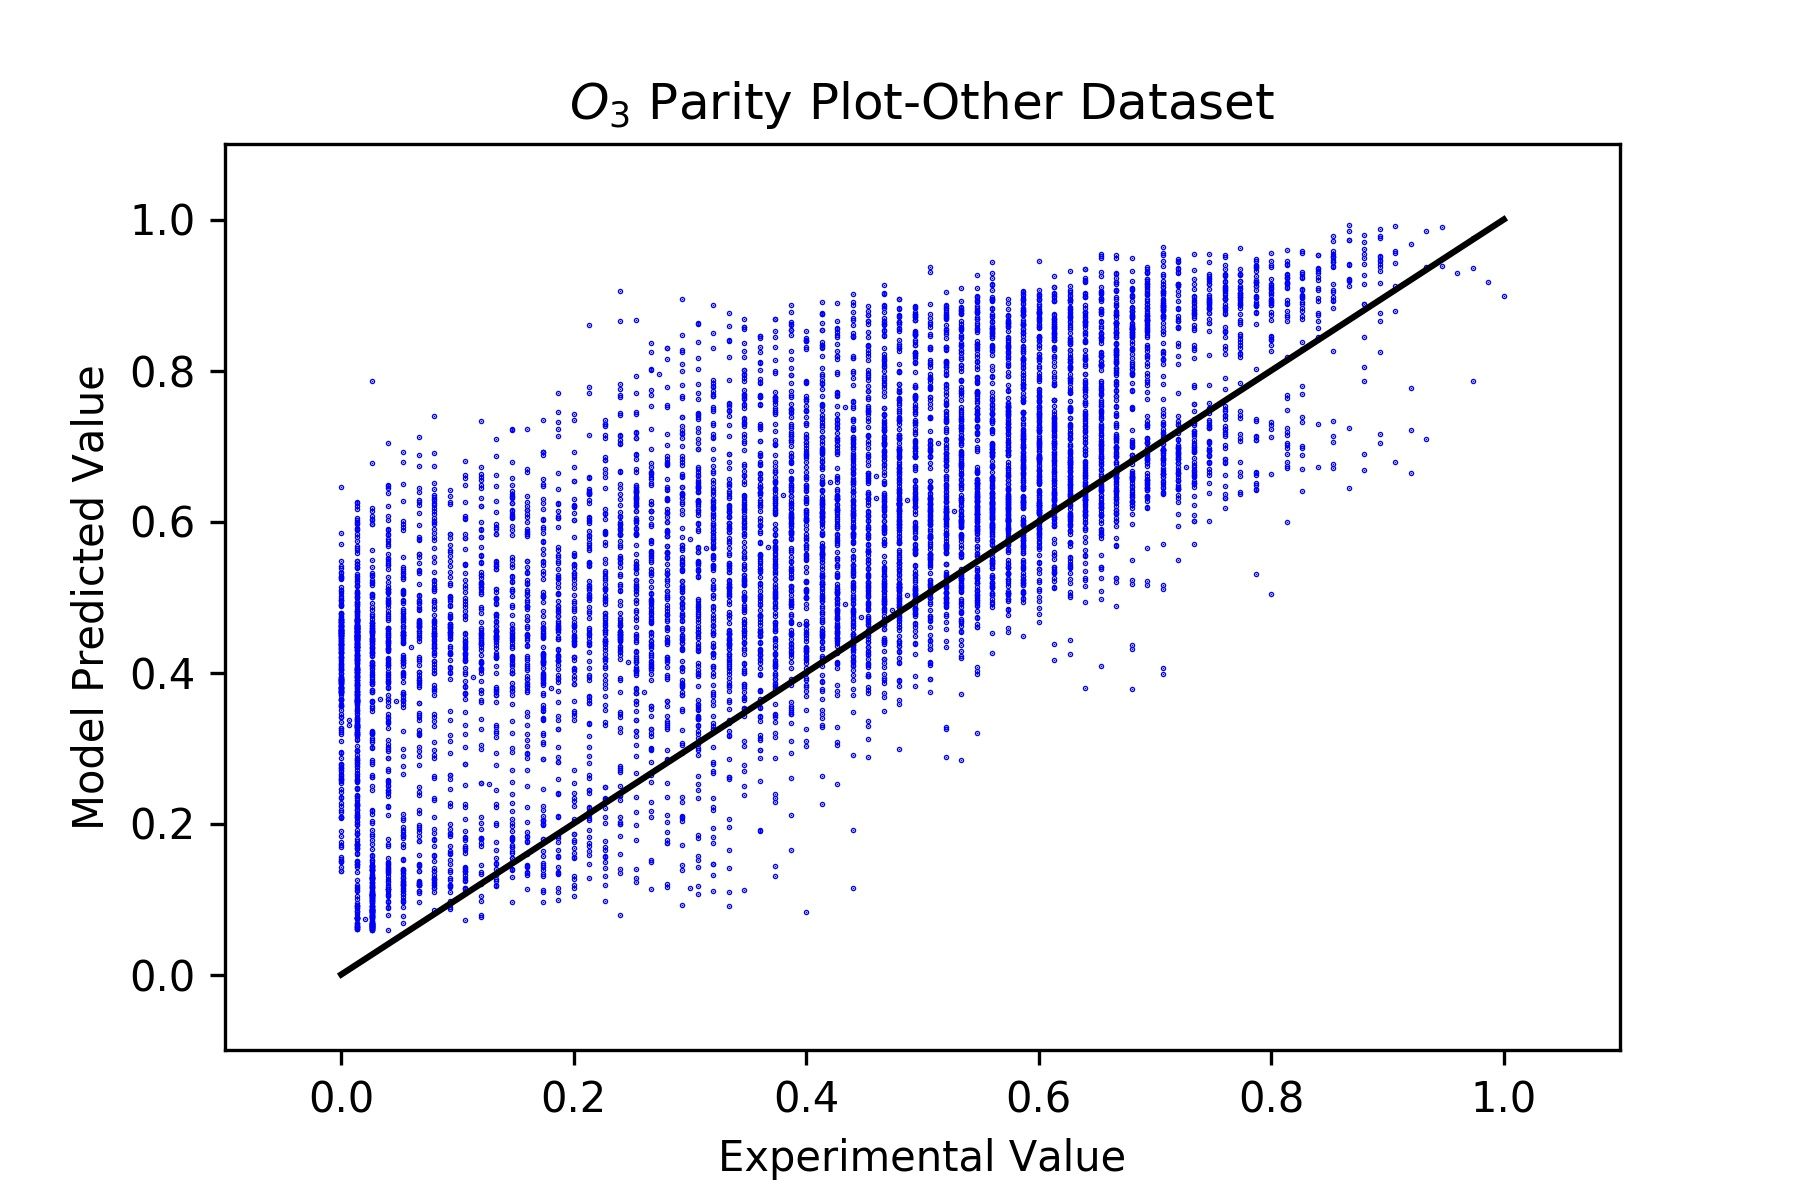 O3 Parity Plot-Other Dataset
Model Predicted Value
1.0
0.8
0.6
0.4
0.2
0.0
0.0 0.2 0.4 0.6 0.8 1.0
Experimental Value